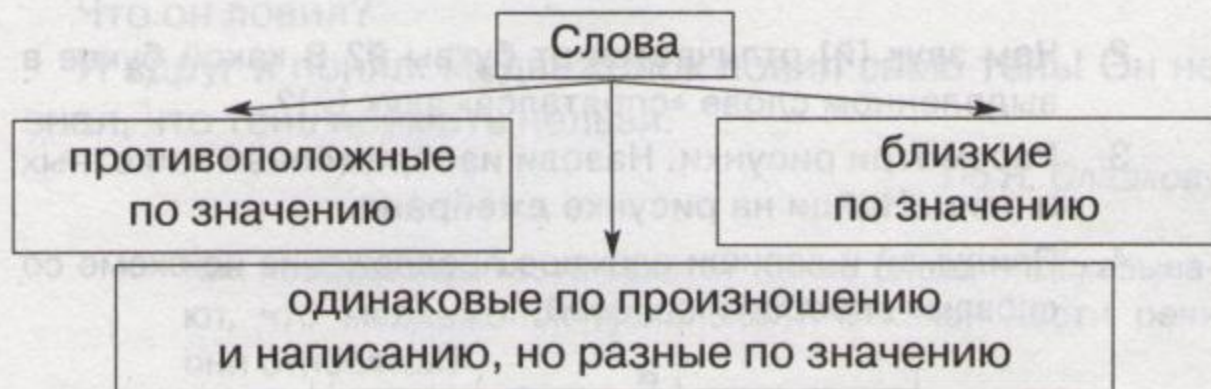 Слова
противоположные
по значению
близкие
по значению
одинаковые по произношению
и написанию, но разные по значению